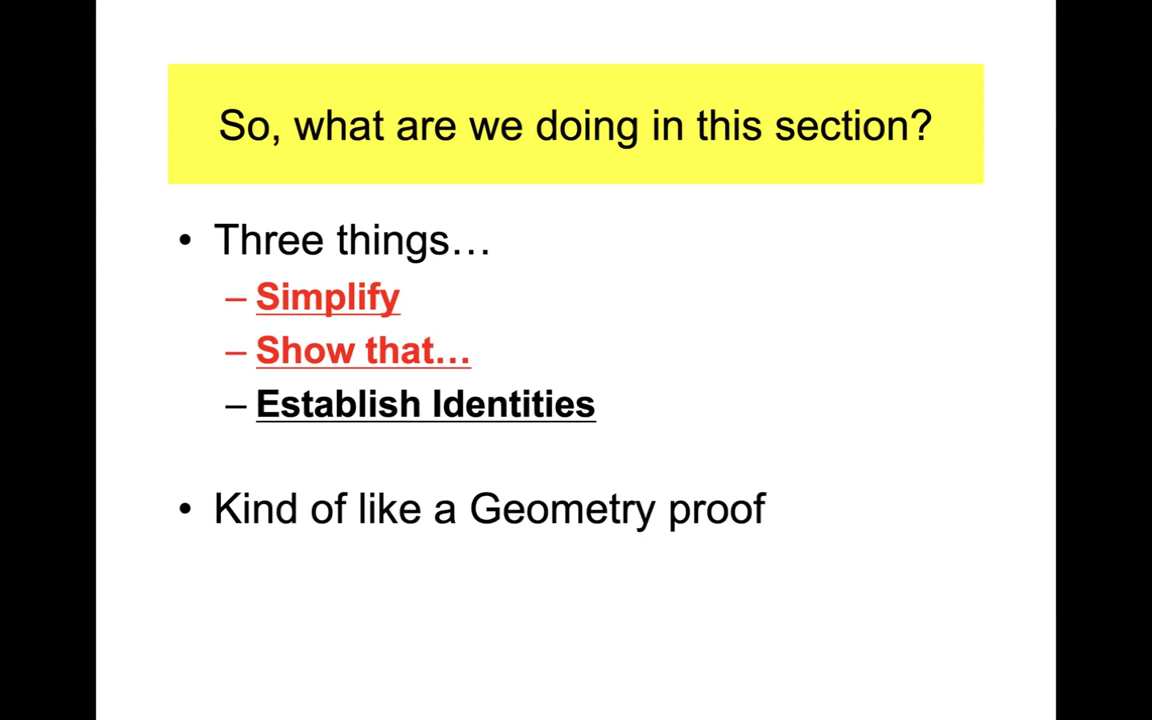 So, what are we doing in this section?
• Three things…
– Simplify
– Show that…
– Establish Identities
• Kind of like a Geometry proof